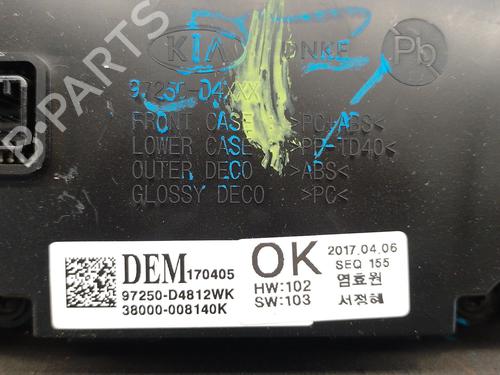 KIA DNKE Pb
97250-D4XXX
FRONT CASE >PC+ABS<
LOWER CASE >PP-TD40<
OUTER DECO >ABS<
GLOSSY DECO >PC<
DEM 170405
97250-D4812WK
38000-008140K
OK
HW:102
SW:103
2017.04.06
SEQ 155
염효원
서정혜
B-PARTS